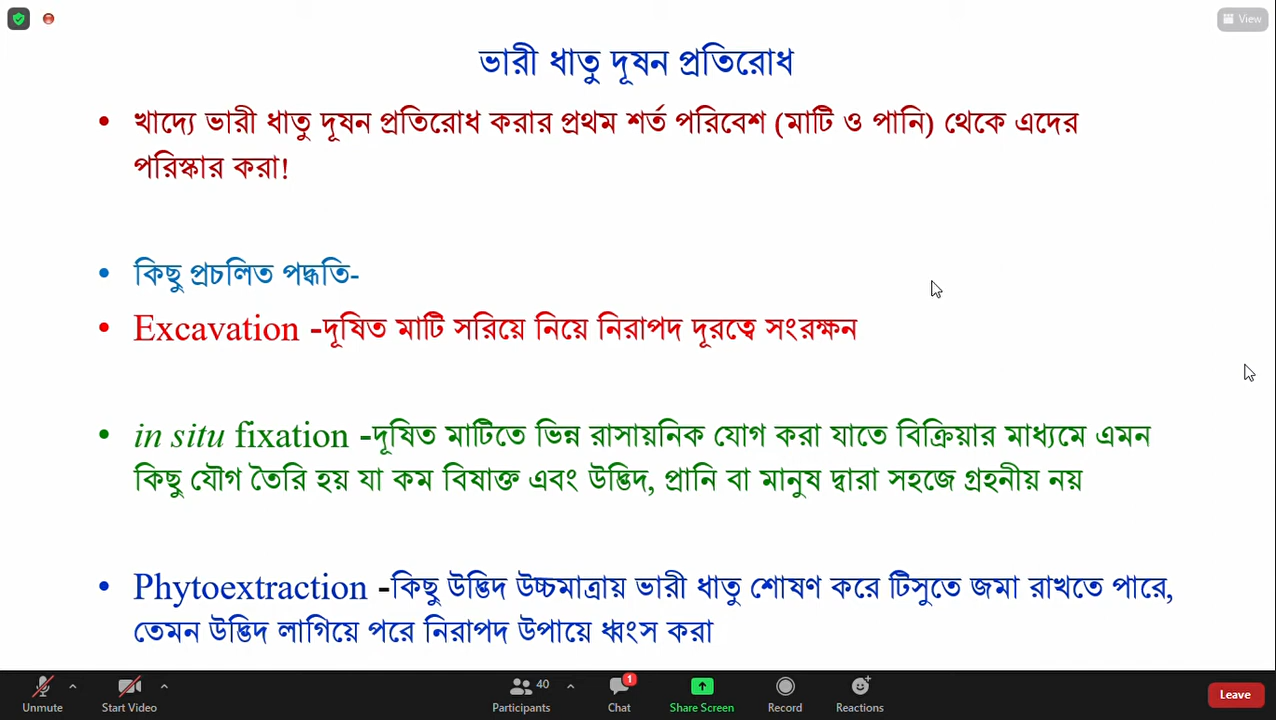 View
ভারী ধাতু দূষন প্রতিরোধ
• খাদ্যে ভারী ধাতু দূষন প্রতিরোধ করার প্রথম শর্ত পরিবেশ (মাটি ও পানি) থেকে এদের
পরিস্কার করা!
• কিছু প্রচলিত পদ্ধতি-
• Excavation -দূষিত মাটি সরিয়ে নিয়ে নিরাপদ দূরত্বে সংরক্ষন
• in situ fixation -দূষিত মাটিতে ভিন্ন রাসায়নিক যোগ করা যাতে বিক্রিয়ার মাধ্যমে এমন
কিছু যৌগ তৈরি হয় যা কম বিষাক্ত এবং উদ্ভিদ, প্রানি বা মানুষ দ্বারা সহজে গ্রহনীয় নয়
• Phytoextraction -কিছু উদ্ভিদ উচ্চমাত্রায় ভারী ধাতু শোষণ করে টিসুতে জমা রাখতে পারে,
তেমন উদ্ভিদ লাগিয়ে পরে নিরাপদ উপায়ে ধ্বংস করা
40 1
Unmute Start Video Participants Chat Share Screen Record Reactions Leave